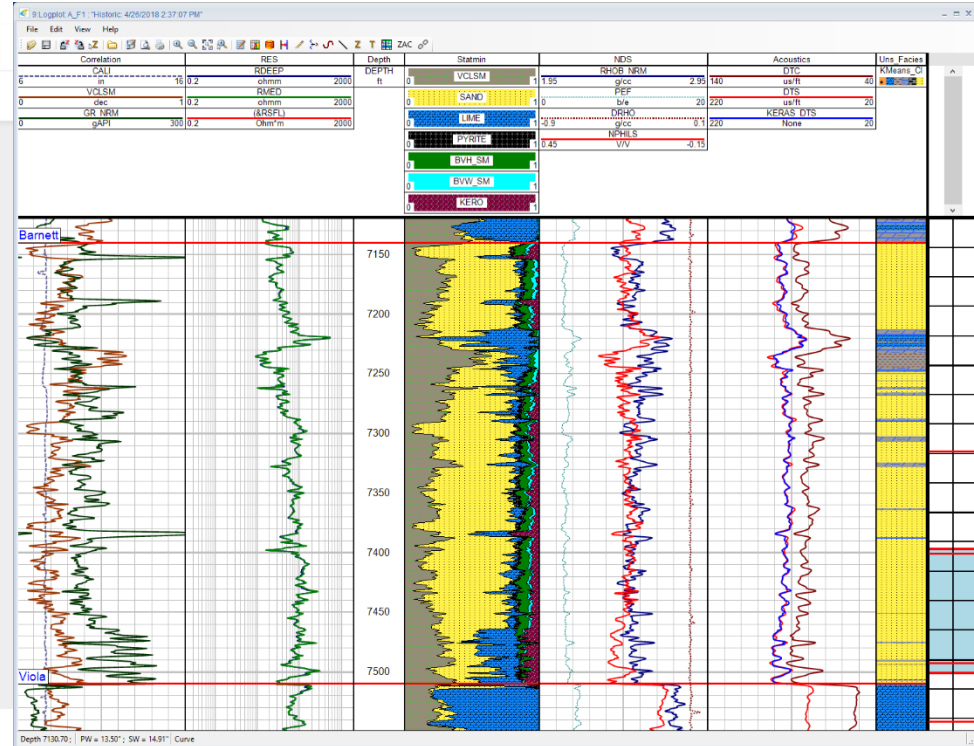 9:Logplot A_F1 : "Historic: 4/26/2018 2:37:07 PM"
File Edit View Help
Z T ZAC
Correlation RES Depth Statmin NDS Acoustics Uns_Facies
CALI
6 in 16
VCLSM
0 dec 1
GR_NRM
0 gAPI 300
RDEEP
0.2 ohmm 2000
RMED
0.2 ohmm 2000
(&RSFL)
0.2 Ohm*m 2000
DEPTH
ft
0 VCLSM 1
0 SAND 1
0 LIME 1
0 PYRITE 1
0 BVH_SM 1
0 BVW_SM 1
0 KERO 1
RHOB_NRM
1.95 g/cc 2.95
PEF
0 b/e 20
DRHO
-0.9 g/cc 0.1
NPHILS
0.45 V/V -0.15
DTC
140 us/ft 40
DTS
220 us/ft 20
KERAS_DTS
220 None 20
KMeans_Cl
Barnett
7150
7200
7250
7300
7350
7400
7450
7500
Viola
Depth 7130.70; PW = 13.50"; SW = 14.91" Curve